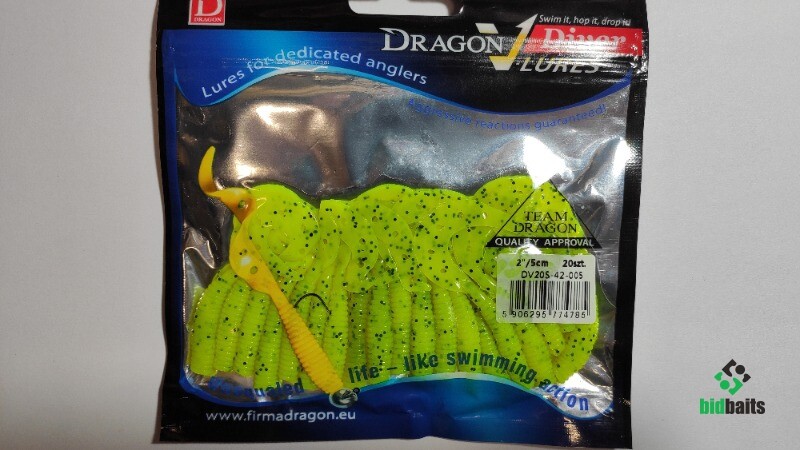 D
DRAGON
Swim it, hop it, drop it!
DRAGON V Diver
LURES
Lures for dedicated anglers
Aggressive reactions guaranteed!
TEAM
DRAGON
QUALITY APPROVAL
2"/5cm 20szt.
DV20S-42-005
5 906295 774785
life – like swimming action
www.firmadragon.eu
bidbaits